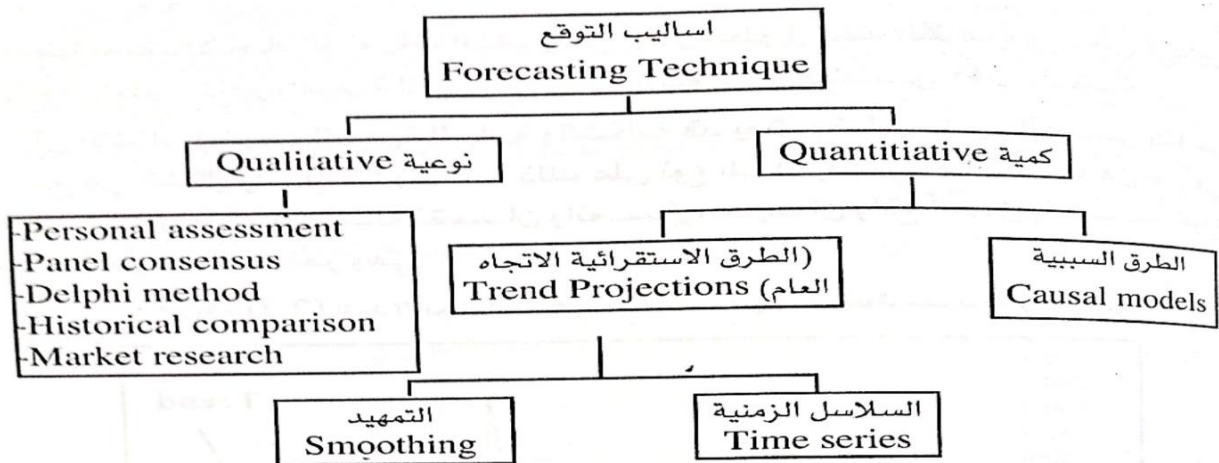 اساليب التوقع
Forecasting Technique
Qualitative نوعية
Quantitiative كمية
-Personal assessment
-Panel consensus
-Delphi method
-Historical comparison
-Market research
(الطرق الاستقرائية الاتجاه
Trend Projections (العام
الطرق السببية
Causal models
التمهيد
Smoothing
السلاسل الزمنية
Time series